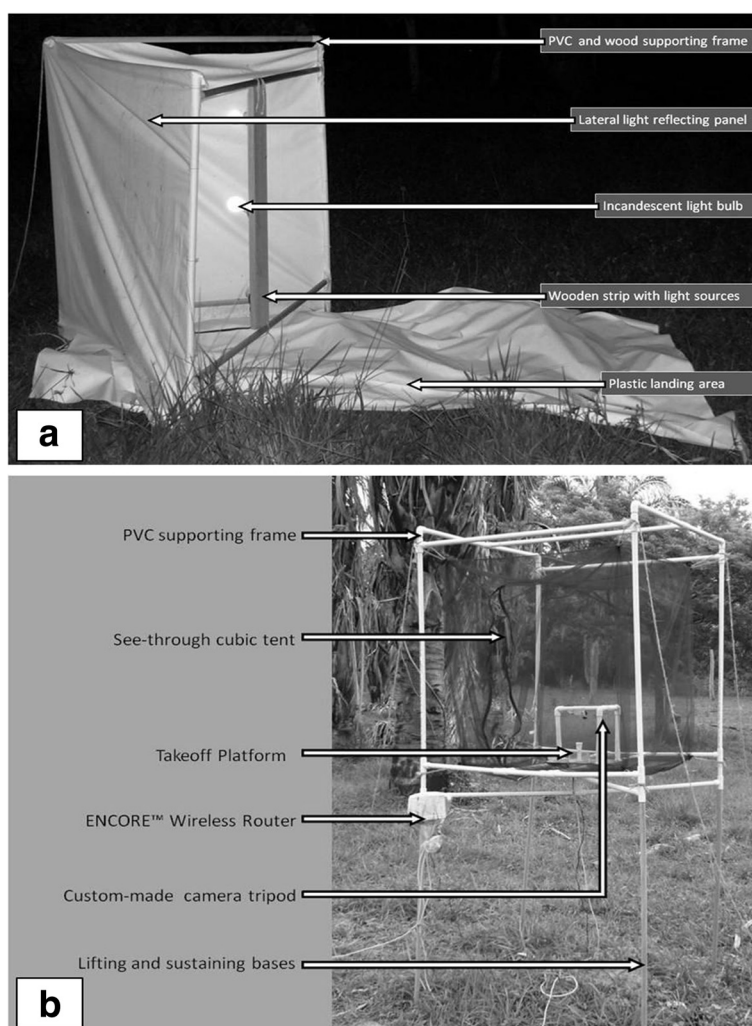 PVC and wood supporting frame
Lateral light reflecting panel
Incandescent light bulb
Wooden strip with light sources
Plastic landing area
a
PVC supporting frame
See-through cubic tent
Takeoff Platform
ENCORE™ Wireless Router
Custom-made camera tripod
Lifting and sustaining bases
b